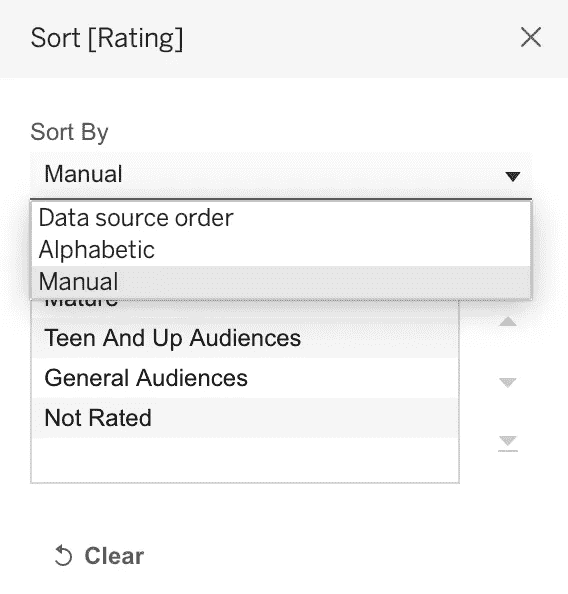 Sort [Rating]
Sort By
Manual
Data source order
Alphabetic
Manual
Mature
Teen And Up Audiences
General Audiences
Not Rated
Clear